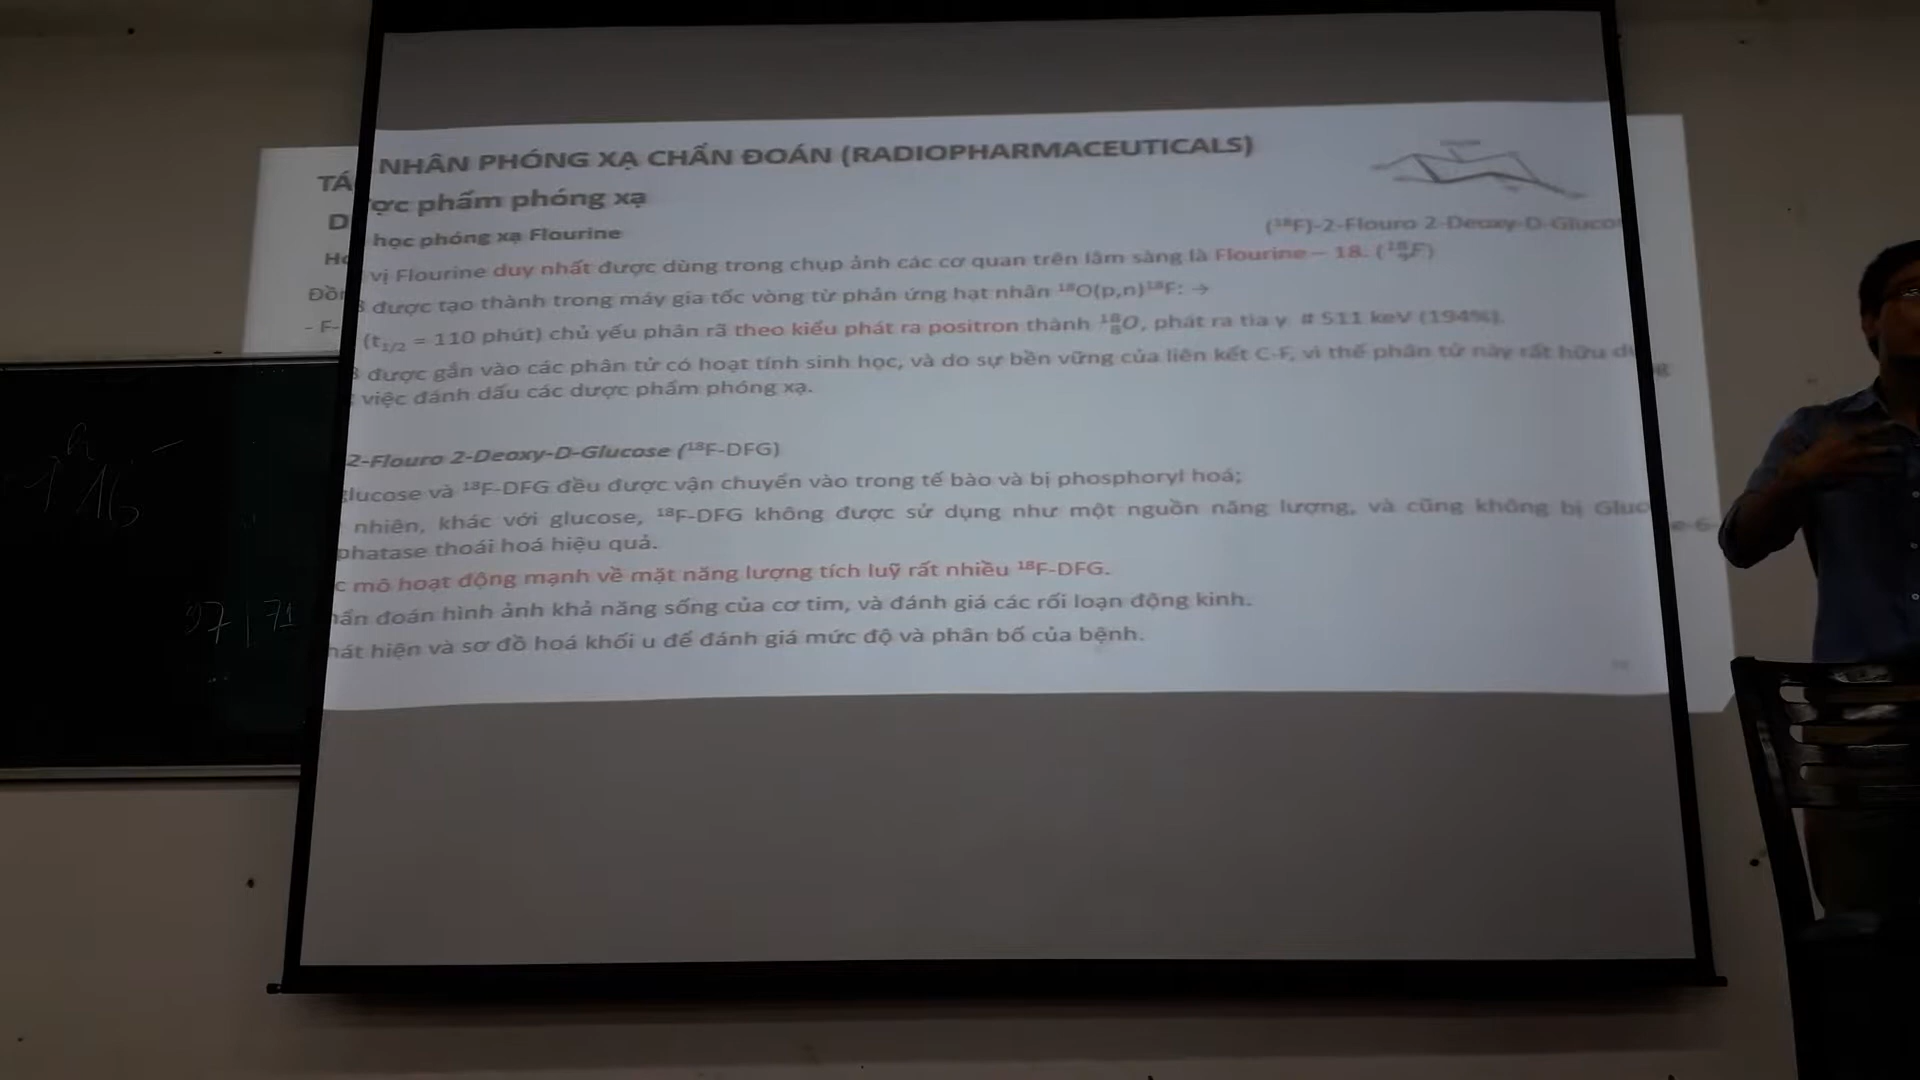 TÁ NHÂN PHÓNG XẠ CHẨN ĐOÁN (RADIOPHARMACEUTICALS)
D ợc phẩm phóng xạ
(¹⁸F)-2-Flouro 2-Deoxy-D-Gluco
Ho học phóng xạ Flourine
Đồn vị Flourine duy nhất được dùng trong chụp ảnh các cơ quan trên lâm sàng là Flourine – 18. (¹⁸₉F)
- F- 8 được tạo thành trong máy gia tốc vòng từ phản ứng hạt nhân ¹⁸O(p,n)¹⁸F: →
(t₁/₂ = 110 phút) chủ yếu phân rã theo kiểu phát ra positron thành ¹⁸₈O, phát ra tia γ # 511 keV (194%).
8 được gắn vào các phân tử có hoạt tính sinh học, và do sự bền vững của liên kết C-F, vì thế phân tử này rất hữu d g
việc đánh dấu các dược phẩm phóng xạ.
2-Flouro 2-Deoxy-D-Glucose (¹⁸F-DFG)
glucose và ¹⁸F-DFG đều được vận chuyển vào trong tế bào và bị phosphoryl hoá;
nhiên, khác với glucose, ¹⁸F-DFG không được sử dụng như một nguồn năng lượng, và cũng không bị Gluc e-6-
phatase thoái hoá hiệu quả.
c mô hoạt động mạnh về mặt năng lượng tích luỹ rất nhiều ¹⁸F-DFG.
hẩn đoán hình ảnh khả năng sống của cơ tim, và đánh giá các rối loạn động kinh.
hát hiện và sơ đồ hoá khối u để đánh giá mức độ và phân bố của bệnh.
97 | 71